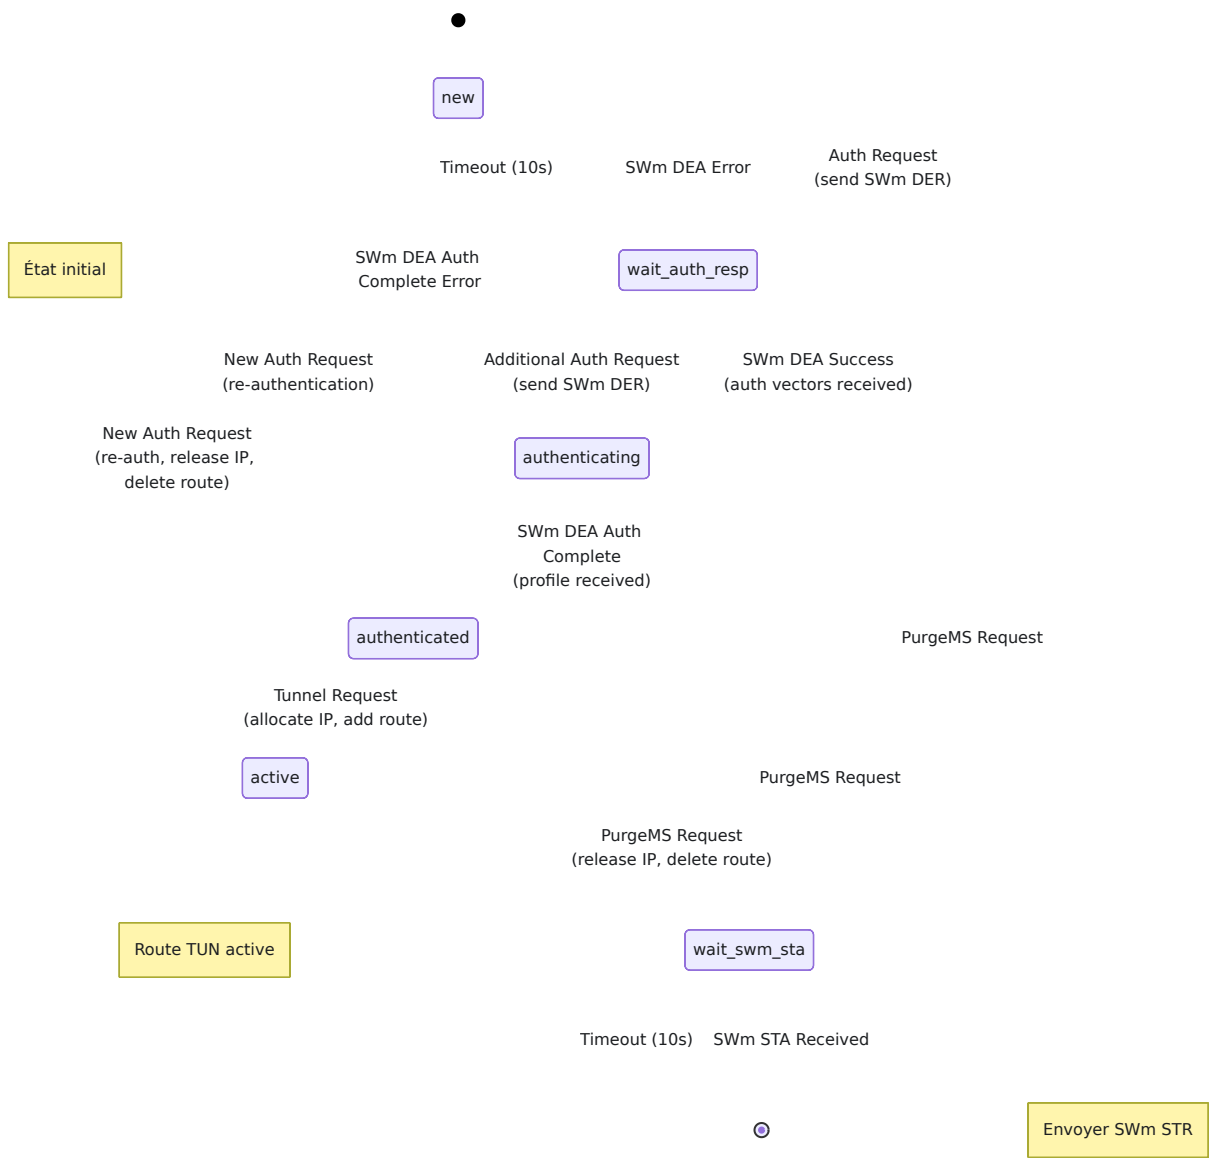 new
Timeout (10s)
SWm DEA Error
Auth Request
(send SWm DER)
État initial
SWm DEA Auth
Complete Error
wait_auth_resp
New Auth Request
(re-authentication)
Additional Auth Request
(send SWm DER)
SWm DEA Success
(auth vectors received)
New Auth Request
(re-auth, release IP,
delete route)
authenticating
SWm DEA Auth
Complete
(profile received)
authenticated
PurgeMS Request
Tunnel Request
(allocate IP, add route)
active
PurgeMS Request
PurgeMS Request
(release IP, delete route)
Route TUN active
wait_swm_sta
Timeout (10s)
SWm STA Received
Envoyer SWm STR